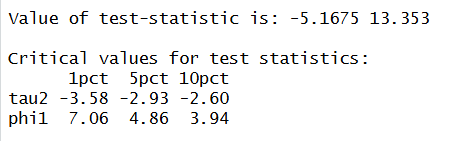 Value of test-statistic is: -5.1675 13.353
Critical values for test statistics:
1pct 5pct 10pct
tau2 -3.58 -2.93 -2.60
phi1 7.06 4.86 3.94